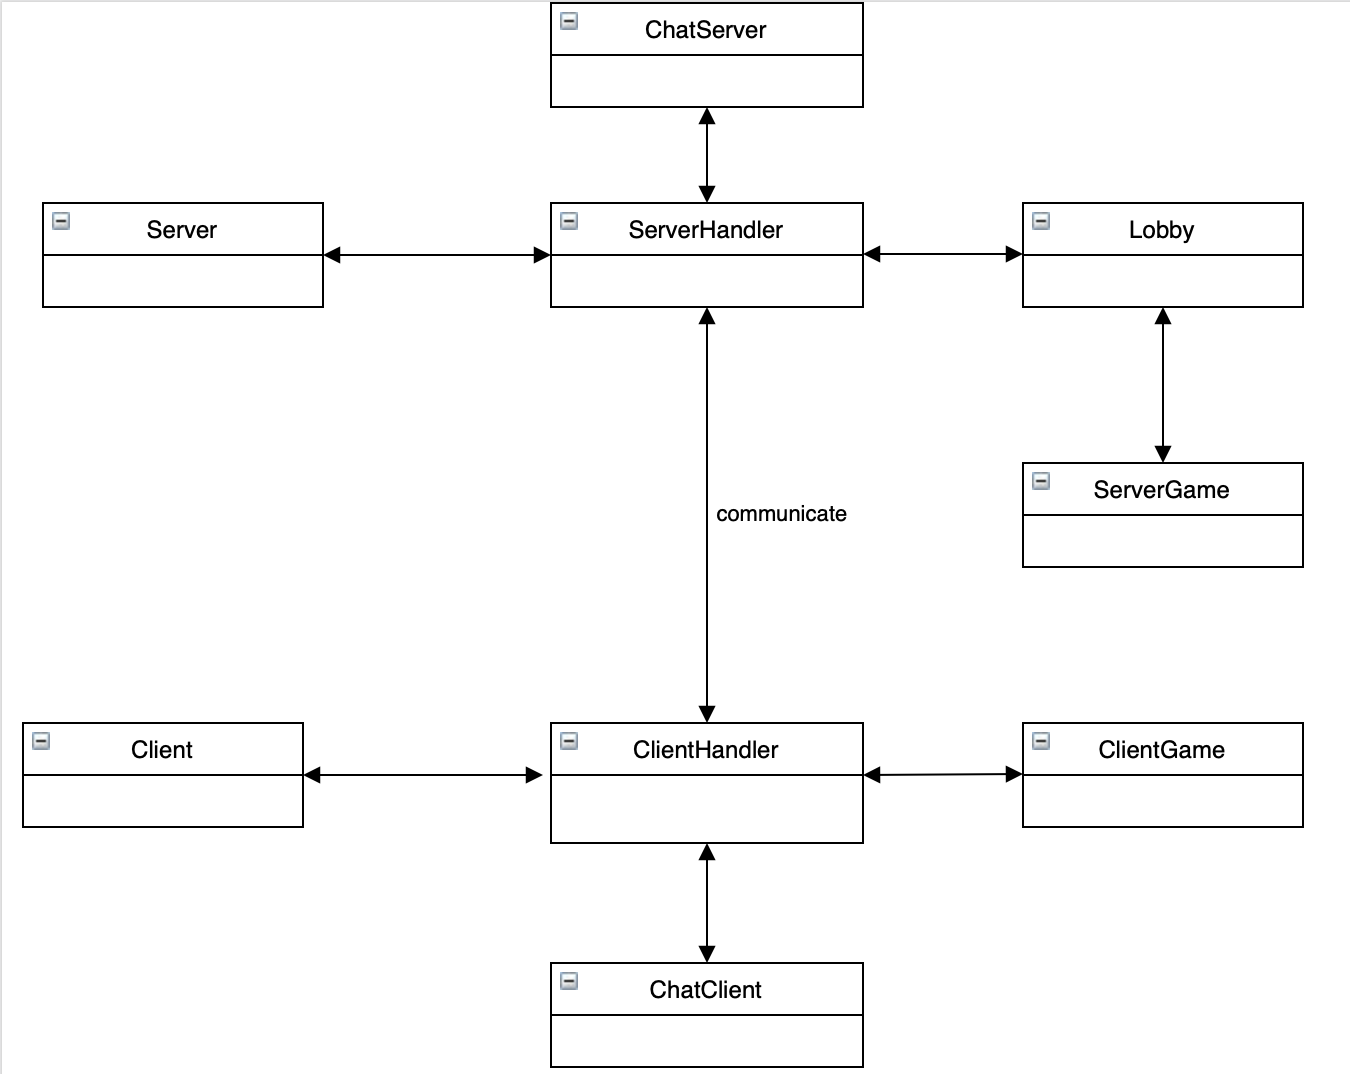 ChatServer
Server
ServerHandler
Lobby
ServerGame
communicate
Client
ClientHandler
ClientGame
ChatClient